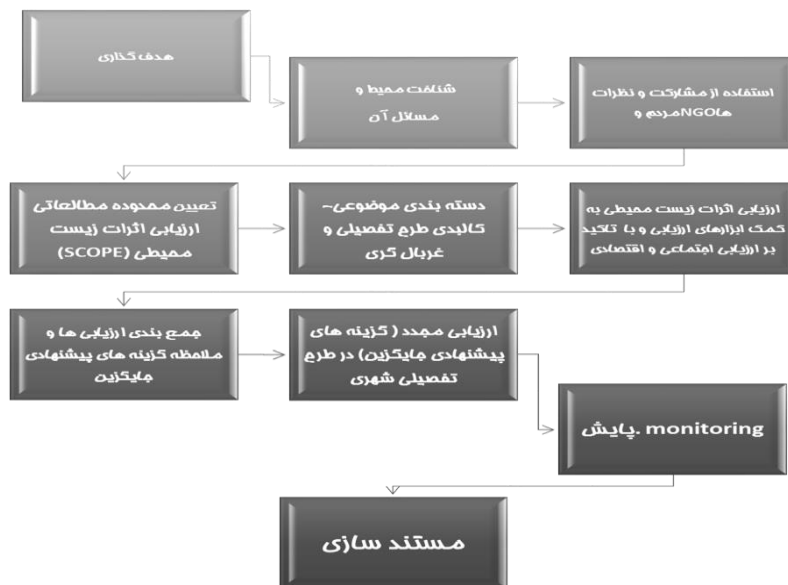 هدف گذاری
شناخت محیط و
مسائل آن
استفاده از مشارکت و نظرات
مردم وNGOها
تعیین محدوده مطالعاتی
ارزیابی اثرات زیست
محیطی (SCOPE)
دسته بندی موضوعی–
کالبدی طرح تفصیلی و
غربال گری
ارزیابی اثرات زیست محیطی به
کمک ابزارهای ارزیابی و با تاکید
بر ارزیابی اجتماعی و اقتصادی
جمع بندی ارزیابی ها و
ملاحظه گزینه های پیشنهادی
جایگزین
ارزیابی مجدد ( گزینه های
پیشنهادی جایگزین) در طرح
تفصیلی شهری
پایش. monitoring
مستند سازی